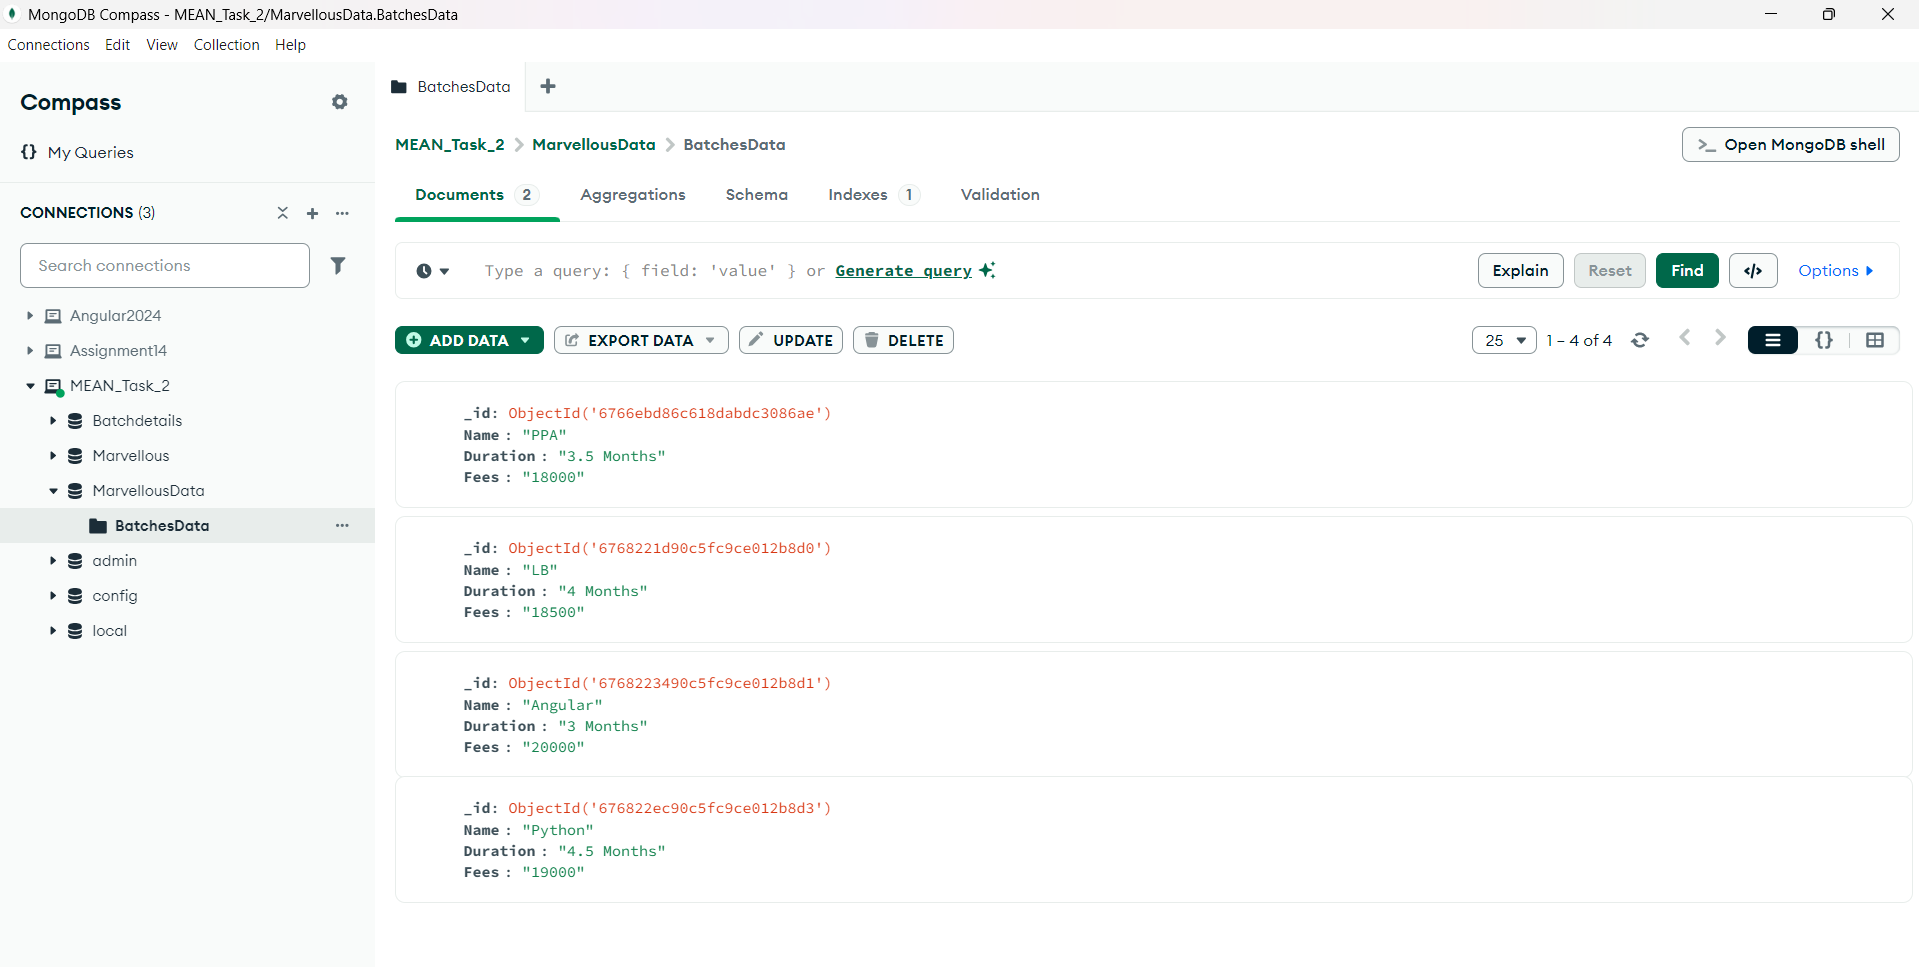 MongoDB Compass - MEAN_Task_2/MarvellousData.BatchesData
Connections Edit View Collection Help
Compass
My Queries
CONNECTIONS (3)
Search connections
Angular2024
Assignment14
MEAN_Task_2
Batchdetails
Marvellous
MarvellousData
BatchesData
admin
config
local
BatchesData
MEAN_Task_2 > MarvellousData > BatchesData
>_ Open MongoDB shell
Documents 2 Aggregations Schema Indexes 1 Validation
Type a query: { field: 'value' } or Generate query
Explain Reset Find </> Options
ADD DATA EXPORT DATA UPDATE DELETE
25 1 – 4 of 4 {}
_id: ObjectId('6766ebd86c618dabdc3086ae')
Name : "PPA"
Duration : "3.5 Months"
Fees : "18000"
_id: ObjectId('6768221d90c5fc9ce012b8d0')
Name : "LB"
Duration : "4 Months"
Fees : "18500"
_id: ObjectId('6768223490c5fc9ce012b8d1')
Name : "Angular"
Duration : "3 Months"
Fees : "20000"
_id: ObjectId('676822ec90c5fc9ce012b8d3')
Name : "Python"
Duration : "4.5 Months"
Fees : "19000"